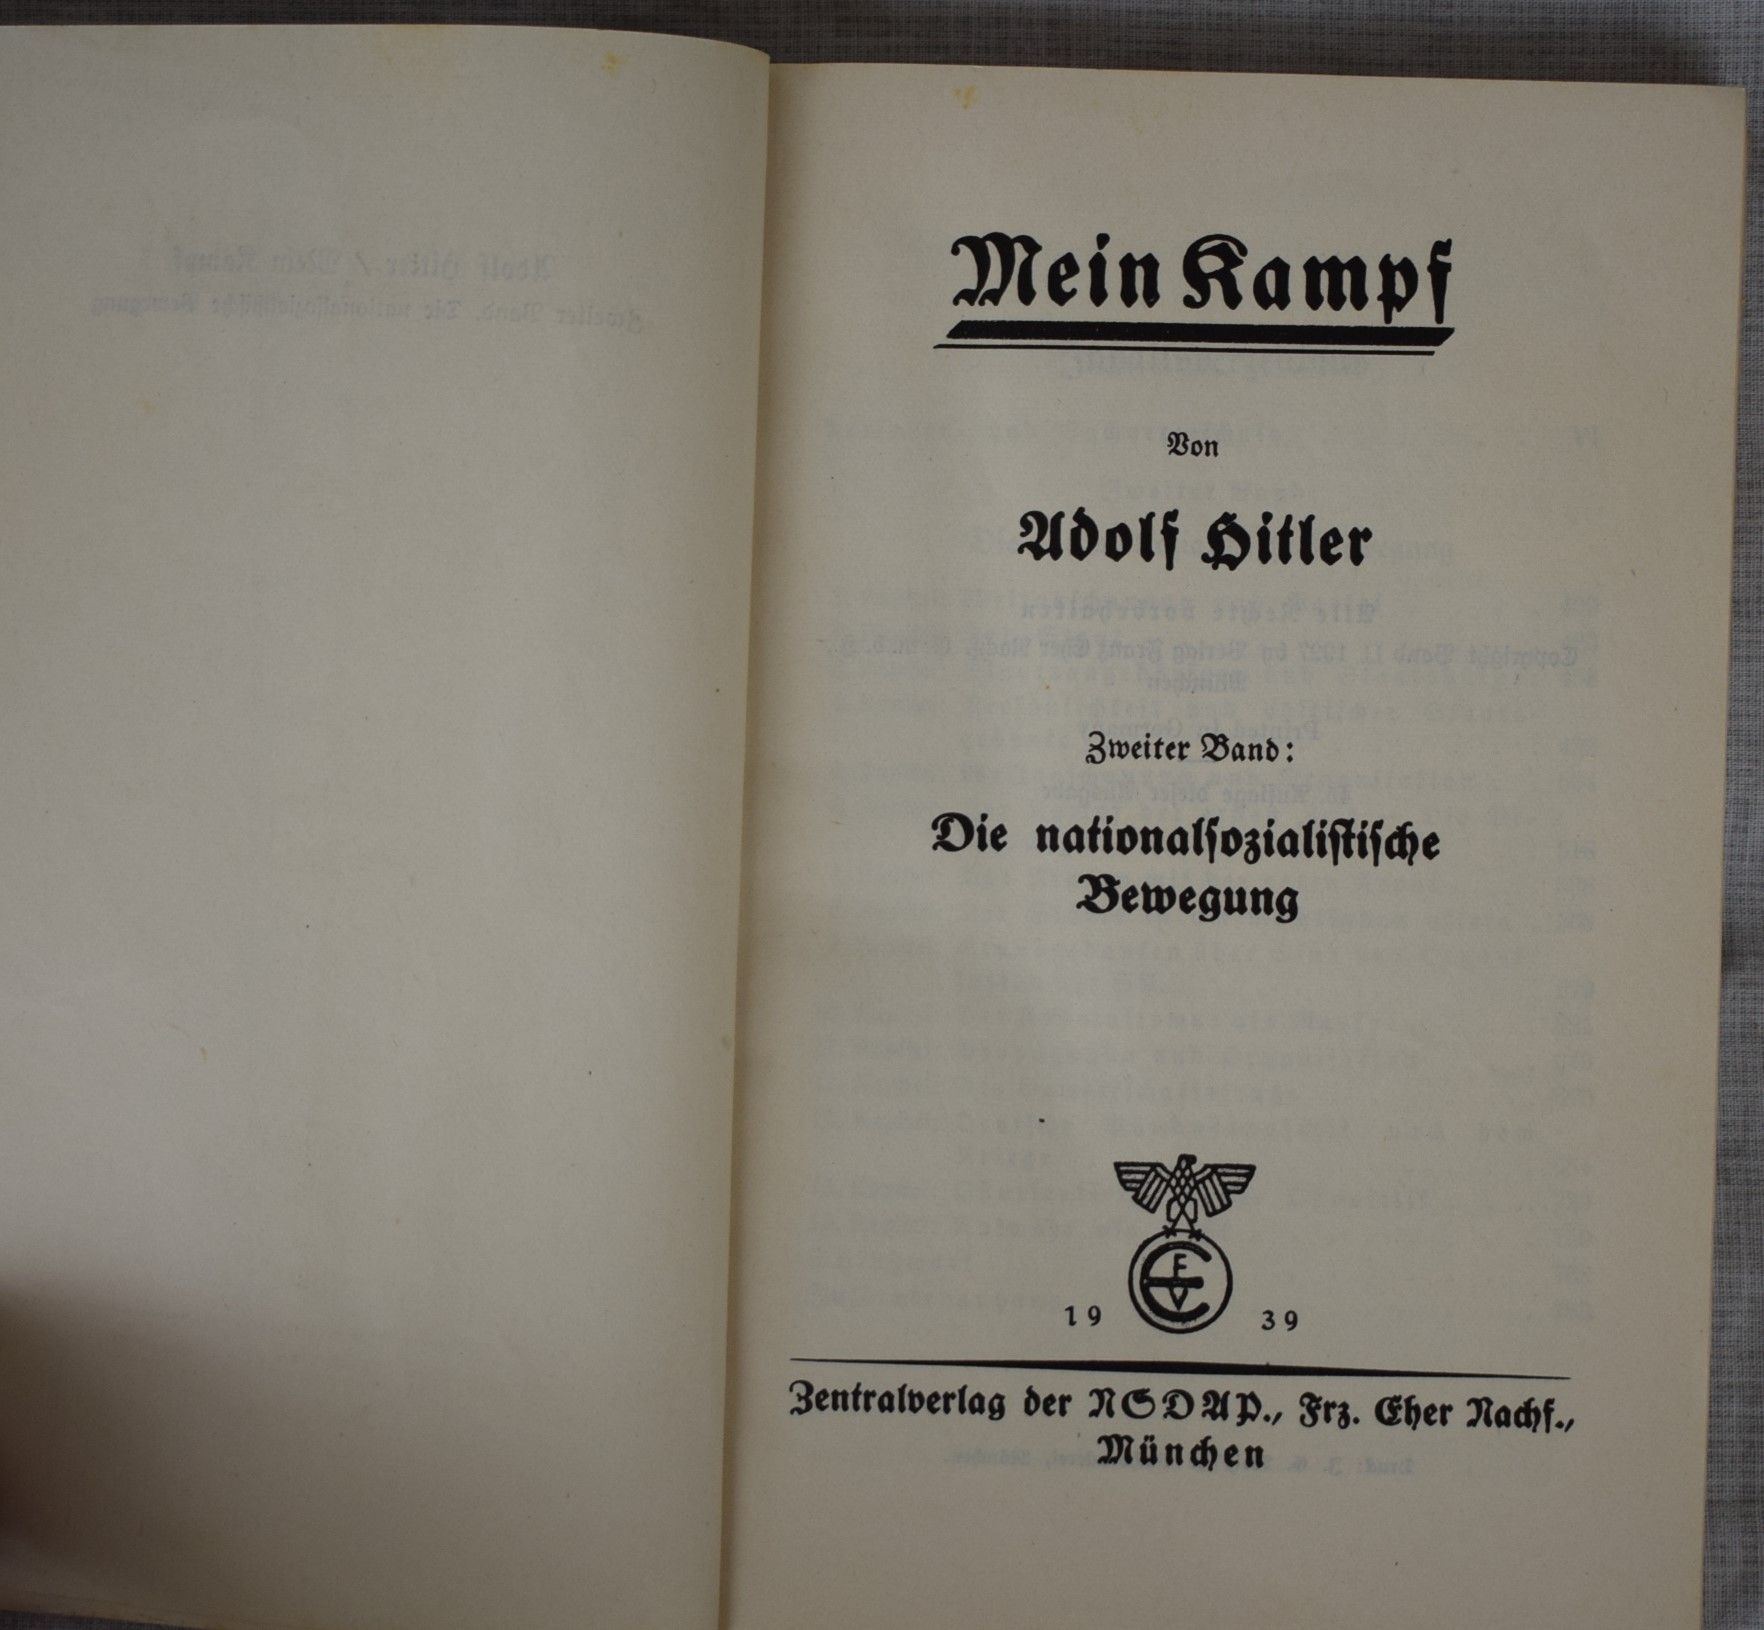 Mein Kampf
Von
Adolf Hitler
Zweiter Band:
Die nationalsozialistische
Bewegung
19 39
Zentralverlag der NSDAP., Frz. Eher Nachf.,
München